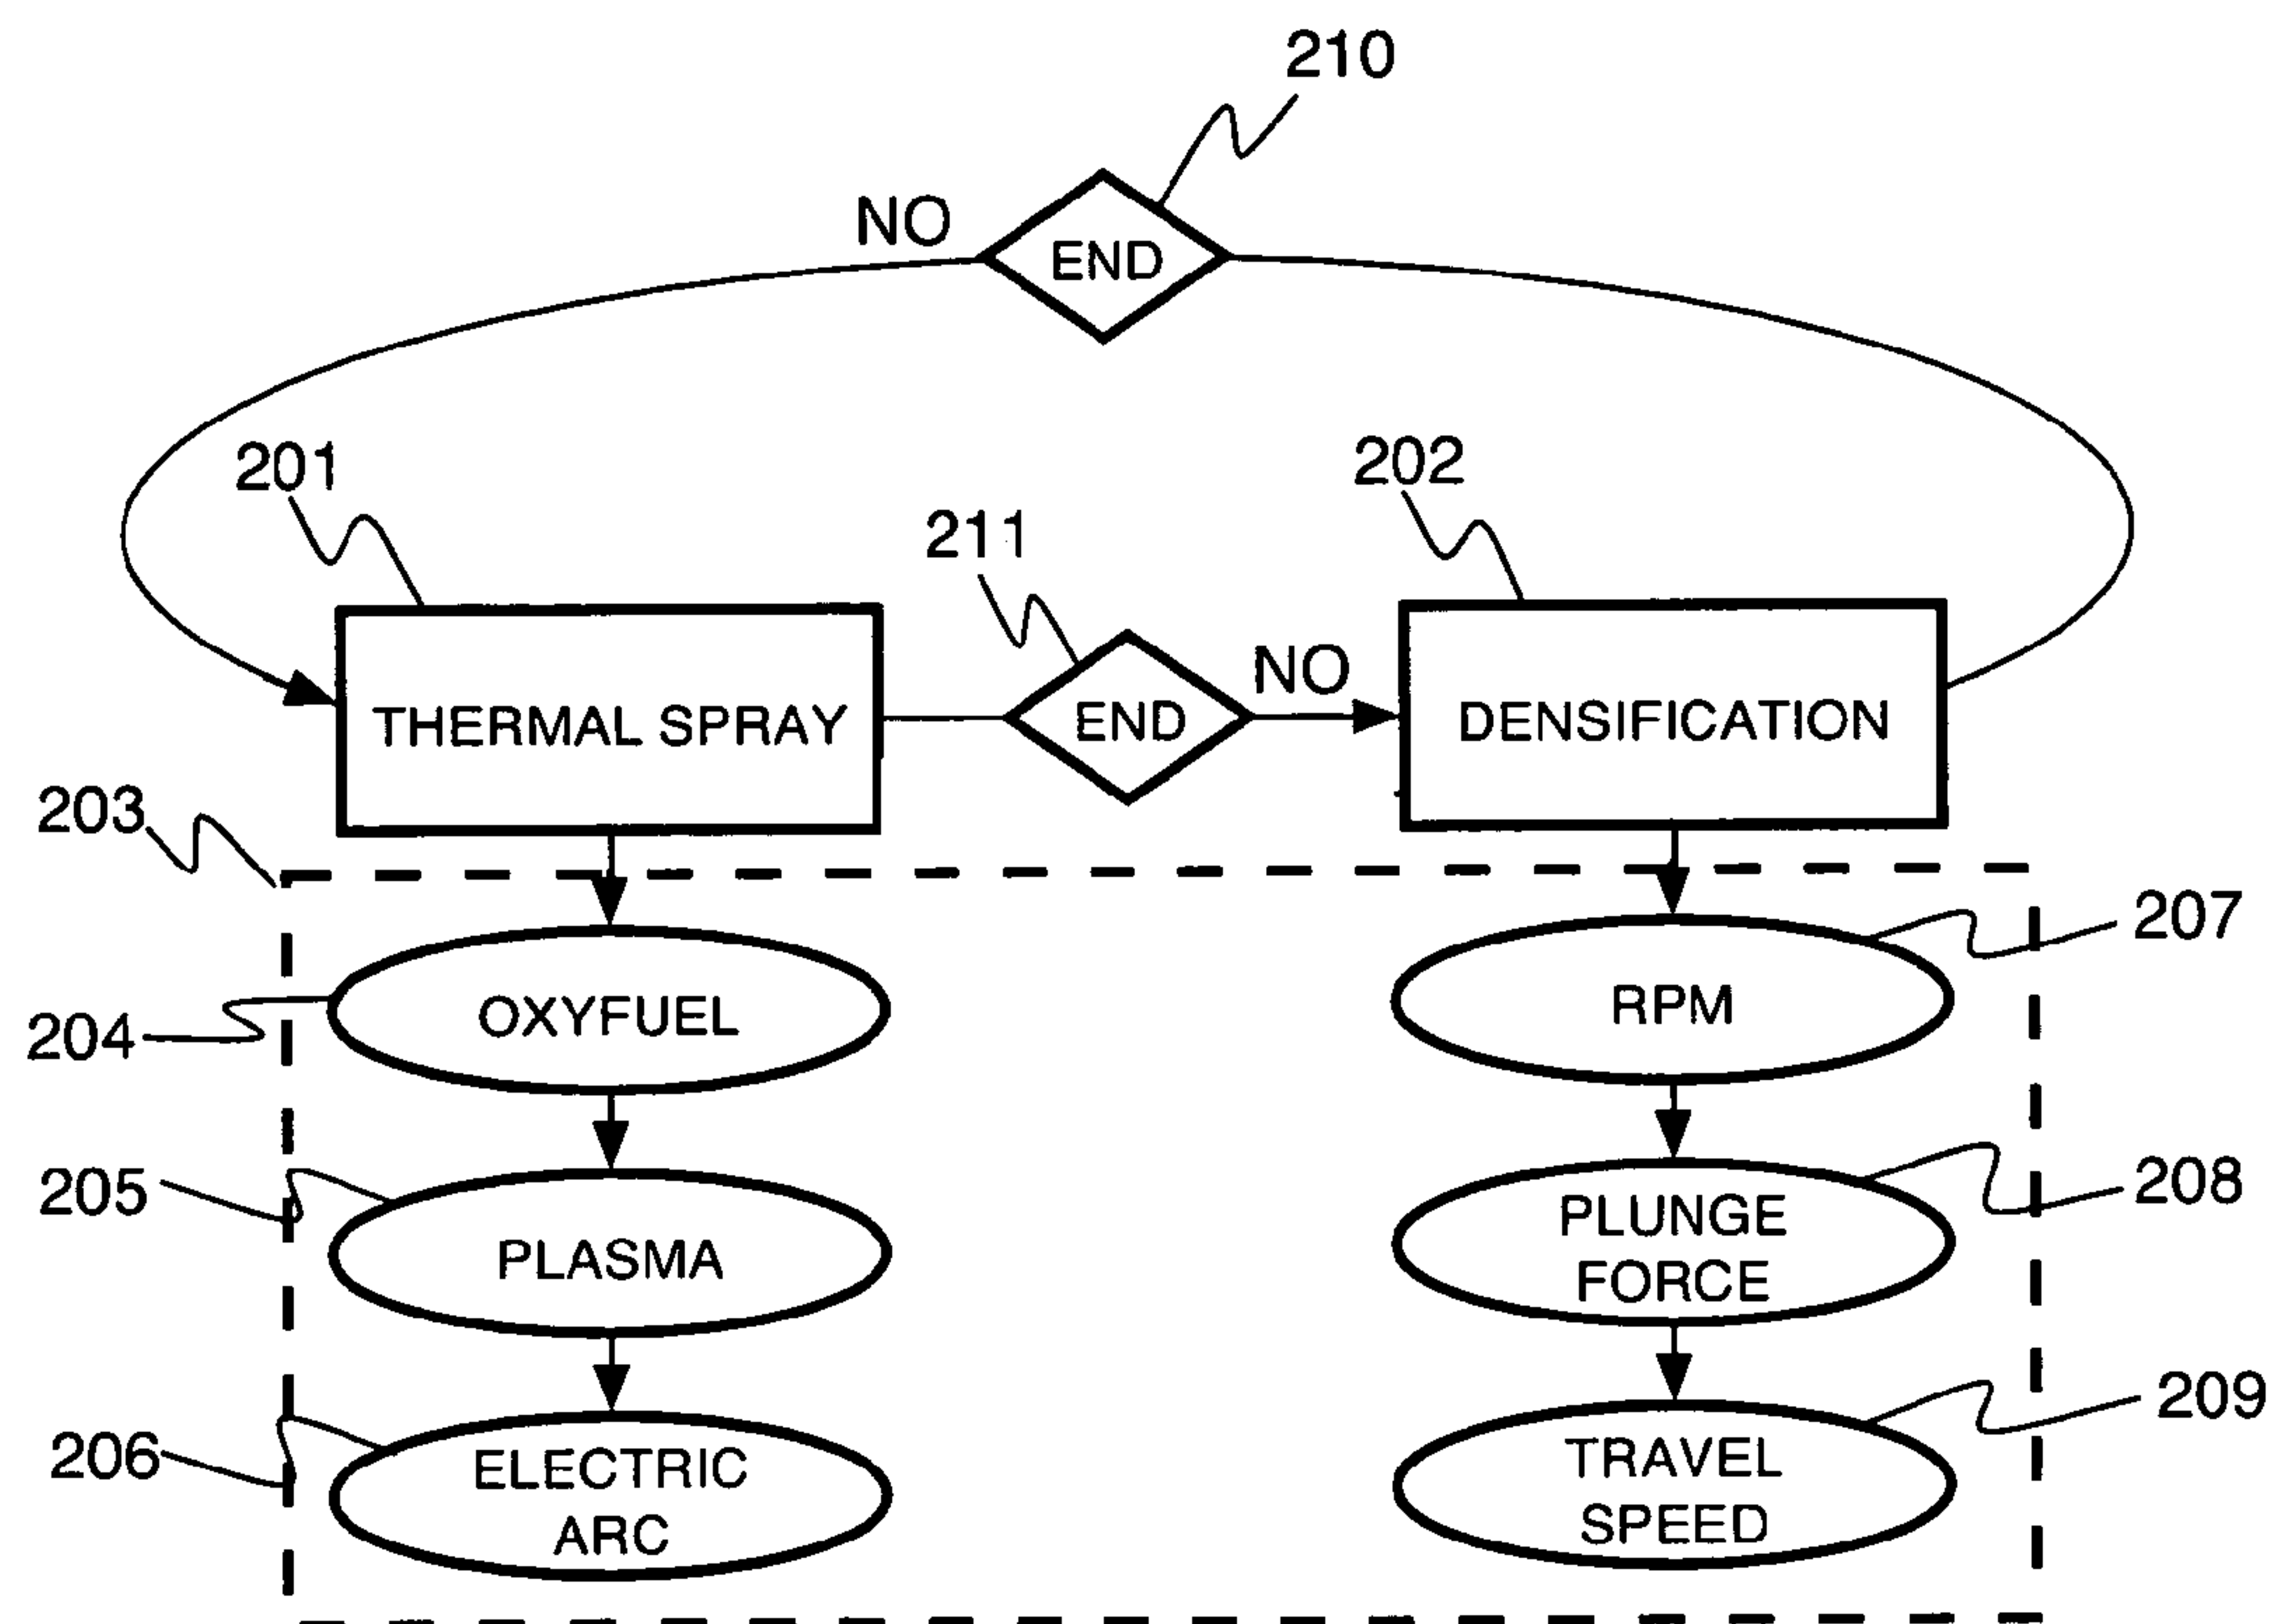 210
NO
END
201
202
211
NO
THERMAL SPRAY
END
DENSIFICATION
203
207
OXYFUEL
RPM
204
205
PLUNGE
208
PLASMA
FORCE
209
206
ELECTRIC
TRAVEL
ARC
SPEED